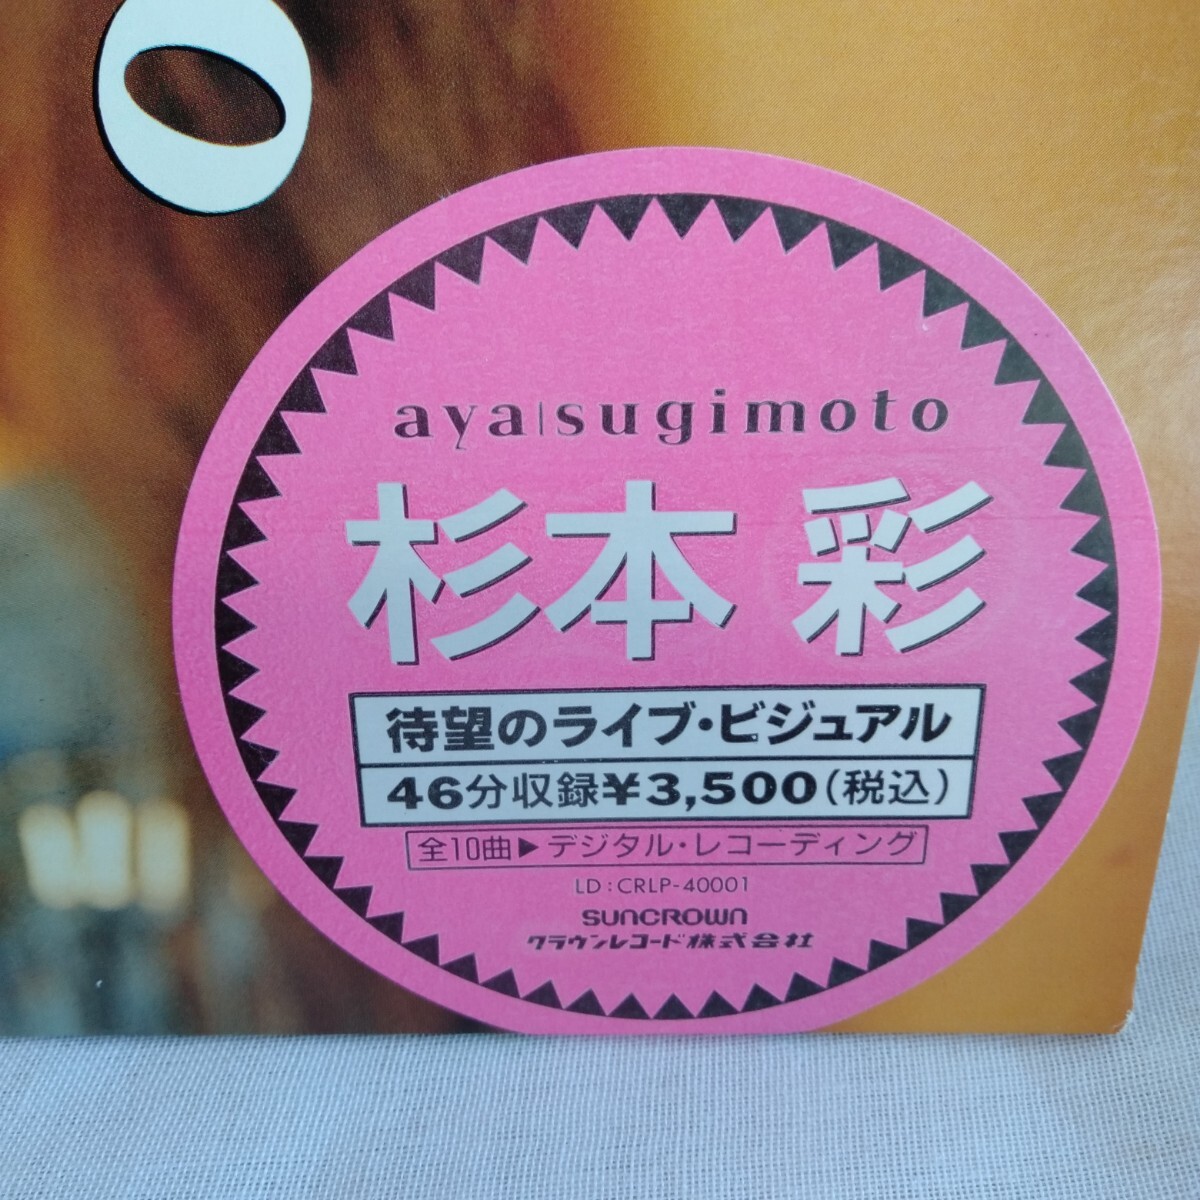 O
aya|sugimoto
杉本 彩
待望のライブ・ビジュアル
46分収録¥3,500(税込)
全10曲▶デジタル・レコーディング
LD:CRLP-40001
SUNCROWN
クラウンレコード株式会社